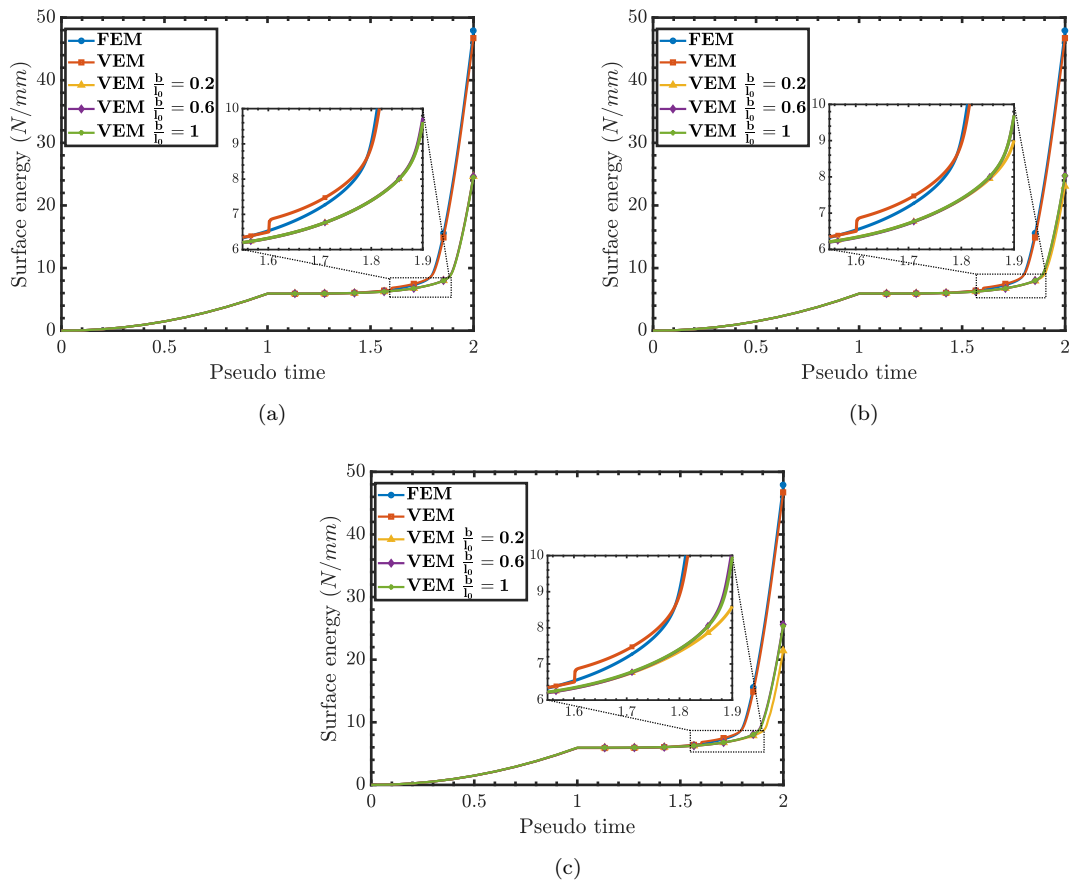 50
40
30
20
10
0
Surface energy (N/mm)
FEM
VEM
VEM b/l₀ = 0.2
VEM b/l₀ = 0.6
VEM b/l₀ = 1
10
9
8
7
6
1.6 1.7 1.8 1.9
0 0.5 1 1.5 2
Pseudo time
(a)
50
40
30
20
10
0
Surface energy (N/mm)
FEM
VEM
VEM b/l₀ = 0.2
VEM b/l₀ = 0.6
VEM b/l₀ = 1
10
9
8
7
6
1.6 1.7 1.8 1.9
0 0.5 1 1.5 2
Pseudo time
(b)
50
40
30
20
10
0
Surface energy (N/mm)
FEM
VEM
VEM b/l₀ = 0.2
VEM b/l₀ = 0.6
VEM b/l₀ = 1
10
9
8
7
6
1.6 1.7 1.8 1.9
0 0.5 1 1.5 2
Pseudo time
(c)